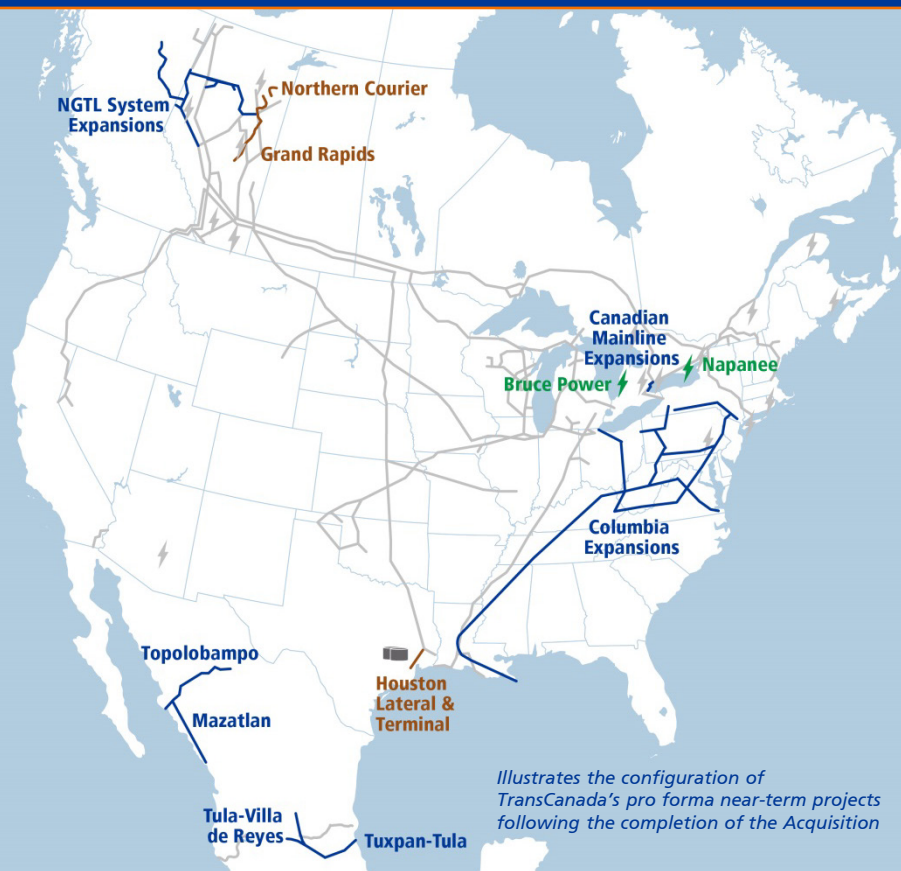 NGTL System
Expansions
Northern Courier
Grand Rapids
Canadian
Mainline
Expansions
Napanee
Bruce Power
Columbia
Expansions
Topolobampo
Mazatlan
Houston
Lateral &
Terminal
Tula-Villa
de Reyes
Tuxpan-Tula
Illustrates the configuration of
TransCanada's pro forma near-term projects
following the completion of the Acquisition